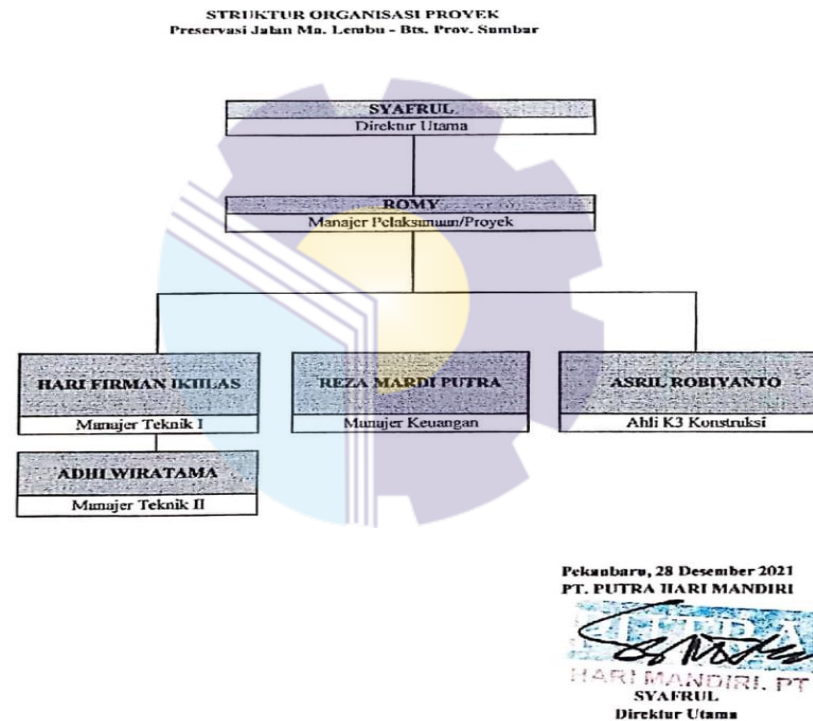 STRUKTUR ORGANISASI PROYEK
Preservasi Jalan Ma. Lembu - Bts. Prov. Sumbar
SYAFRUL
Direktur Utama
ROMY
Manajer Pelaksanaan/Proyek
HARI FIRMAN IKHLAS
Manajer Teknik I
REZA MARDI PUTRA
Manajer Keuangan
ASRIL ROBIYANTO
Ahli K3 Konstruksi
ADHI WIRATAMA
Manajer Teknik II
Pekanbaru, 28 Desember 2021
PT. PUTRA HARI MANDIRI
PUTRA
HARI MANDIRI. PT
SYAFRUL
Direktur Utama